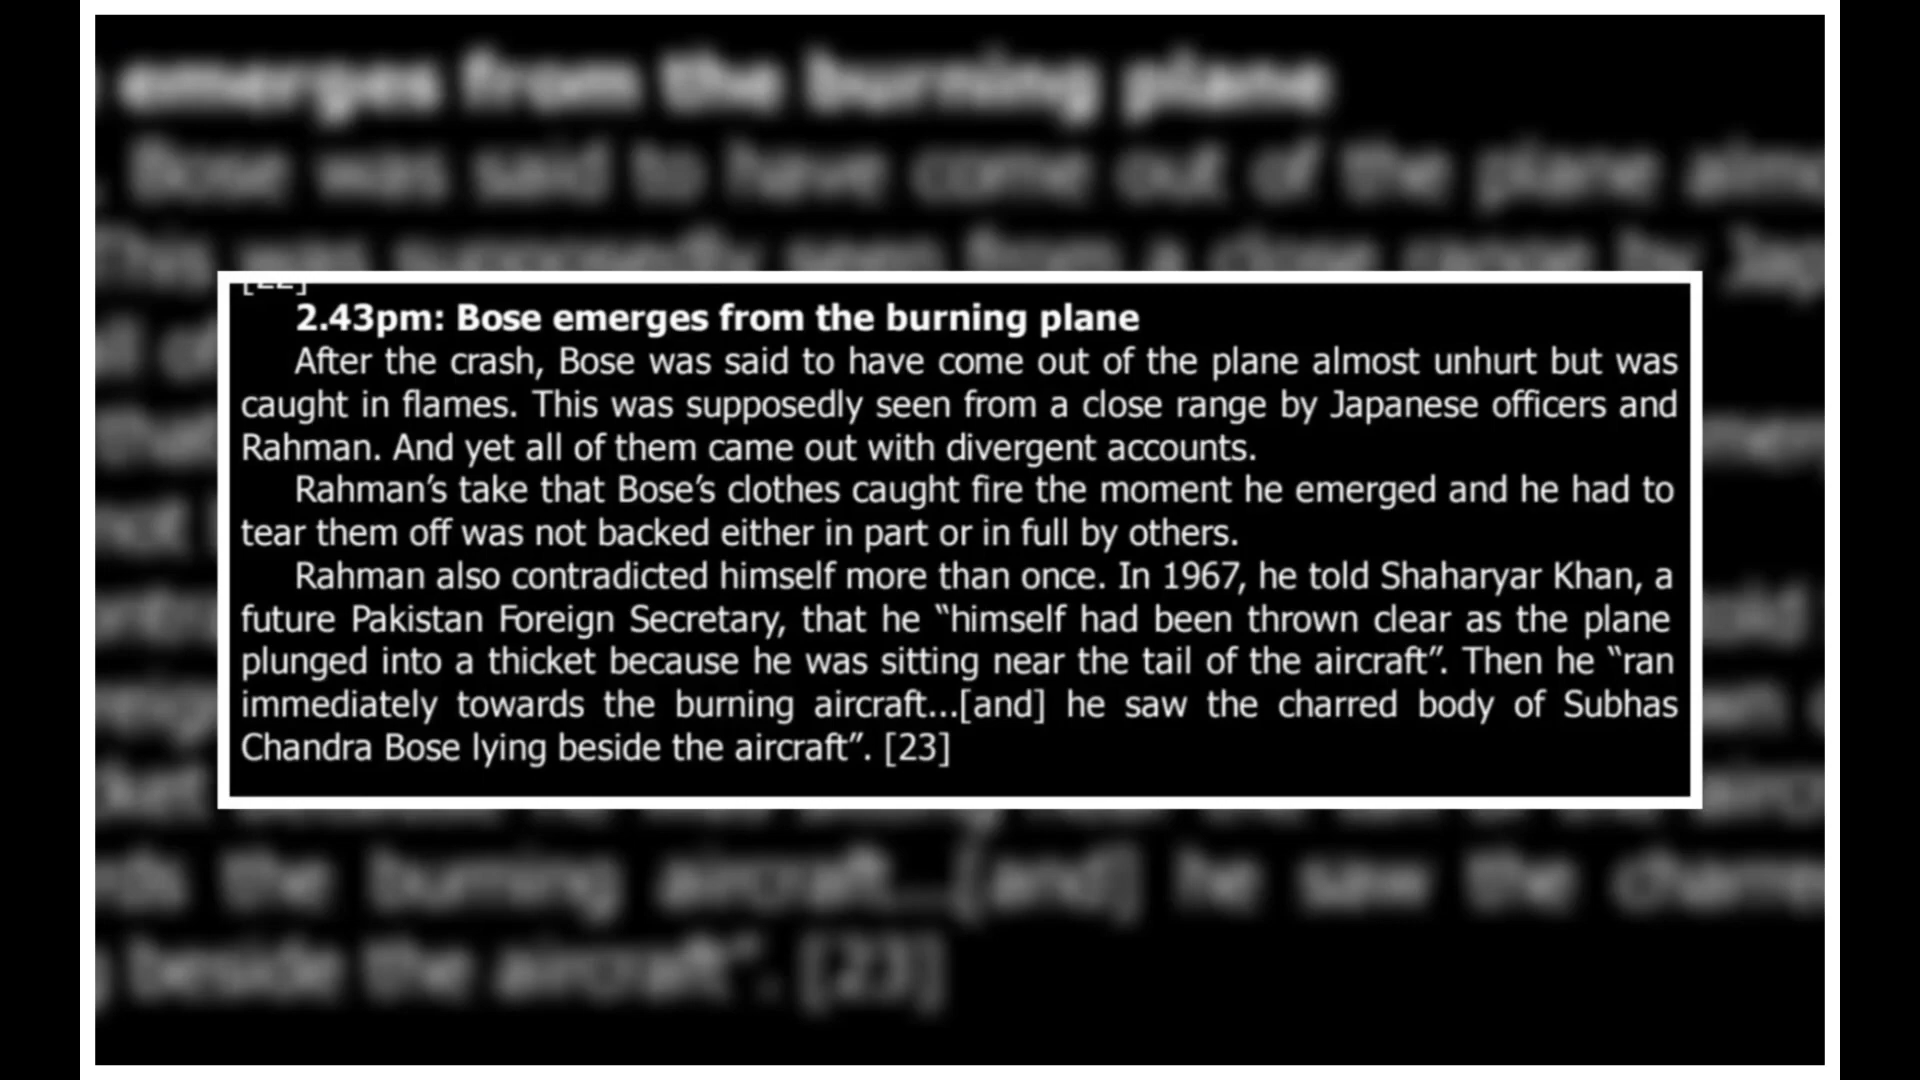 [22]
2.43pm: Bose emerges from the burning plane
After the crash, Bose was said to have come out of the plane almost unhurt but was
caught in flames. This was supposedly seen from a close range by Japanese officers and
Rahman. And yet all of them came out with divergent accounts.
Rahman’s take that Bose’s clothes caught fire the moment he emerged and he had to
tear them off was not backed either in part or in full by others.
Rahman also contradicted himself more than once. In 1967, he told Shaharyar Khan, a
future Pakistan Foreign Secretary, that he “himself had been thrown clear as the plane
plunged into a thicket because he was sitting near the tail of the aircraft”. Then he “ran
immediately towards the burning aircraft...[and] he saw the charred body of Subhas
Chandra Bose lying beside the aircraft”. [23]